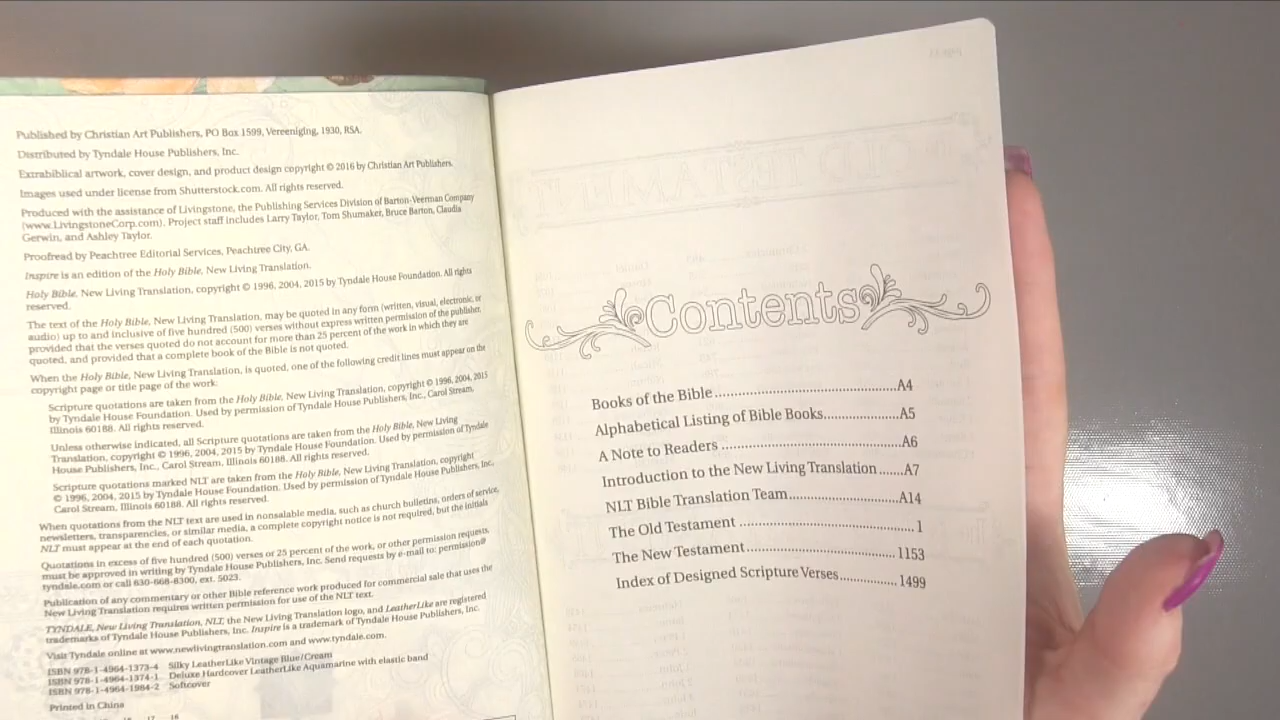 Published by Christian Art Publishers, PO Box 1599, Vereeniging, 1930, RSA.
Distributed by Tyndale House Publishers, Inc.
Extrabiblical artwork, cover design, and product design copyright © 2016 by Christian Art Publishers.
Images used under license from Shutterstock.com. All rights reserved.
Produced with the assistance of Livingstone, the Publishing Services Division of Barton-Veerman Company
(www.LivingstoneCorp.com). Project staff includes Larry Taylor, Tom Shumaker, Bruce Barton, Claudia
Gerwin, and Ashley Taylor.
Proofread by Peachtree Editorial Services, Peachtree City, GA.
Inspire is an edition of the Holy Bible, New Living Translation.
Holy Bible, New Living Translation, copyright © 1996, 2004, 2015 by Tyndale House Foundation. All rights
reserved.
The text of the Holy Bible, New Living Translation, may be quoted in any form (written, visual, electronic, or
audio) up to and inclusive of five hundred (500) verses without express written permission of the publisher,
provided that the verses quoted do not account for more than 25 percent of the work in which they are
quoted, and provided that a complete book of the Bible is not quoted.
When the Holy Bible, New Living Translation, is quoted, one of the following credit lines must appear on the
copyright page or title page of the work:
Scripture quotations are taken from the Holy Bible, New Living Translation, copyright © 1996, 2004, 2015
by Tyndale House Foundation. Used by permission of Tyndale House Publishers, Inc., Carol Stream,
Illinois 60188. All rights reserved.
Unless otherwise indicated, all Scripture quotations are taken from the Holy Bible, New Living
Translation, copyright © 1996, 2004, 2015 by Tyndale House Foundation. Used by permission of Tyndale
House Publishers, Inc., Carol Stream, Illinois 60188. All rights reserved.
Scripture quotations marked NLT are taken from the Holy Bible, New Living Translation, copyright
© 1996, 2004, 2015 by Tyndale House Foundation. Used by permission of Tyndale House Publishers, Inc.,
Carol Stream, Illinois 60188. All rights reserved.
When quotations from the NLT text are used in nonsalable media, such as church bulletins, orders of service,
newsletters, transparencies, or similar media, a complete copyright notice is not required, but the initials
NLT must appear at the end of each quotation.
Quotations in excess of five hundred (500) verses or 25 percent of the work, or other permission requests,
must be approved in writing by Tyndale House Publishers, Inc. Send requests by e-mail to: permission@
tyndale.com or call 630-668-8300, ext. 5023.
Publication of any commentary or other Bible reference work produced for commercial sale that uses the
New Living Translation requires written permission for use of the NLT text.
TYNDALE, New Living Translation, NLT, the New Living Translation logo, and LeatherLike are registered
trademarks of Tyndale House Publishers, Inc. Inspire is a trademark of Tyndale House Publishers, Inc.
Visit Tyndale online at www.newlivingtranslation.com and www.tyndale.com.
ISBN 978-1-4964-1373-4 Silky LeatherLike Vintage Blue/Cream
ISBN 978-1-4964-1374-1 Deluxe Hardcover LeatherLike Aquamarine with elastic band
ISBN 978-1-4964-1984-2 Softcover
Printed in China
17 16
Contents
Books of the Bible ........ A4
Alphabetical Listing of Bible Books ........ A5
A Note to Readers ........ A6
Introduction to the New Living Translation ........ A7
NLT Bible Translation Team ........ A14
The Old Testament ........ 1
The New Testament ........ 1153
Index of Designed Scripture Verses ........ 1499